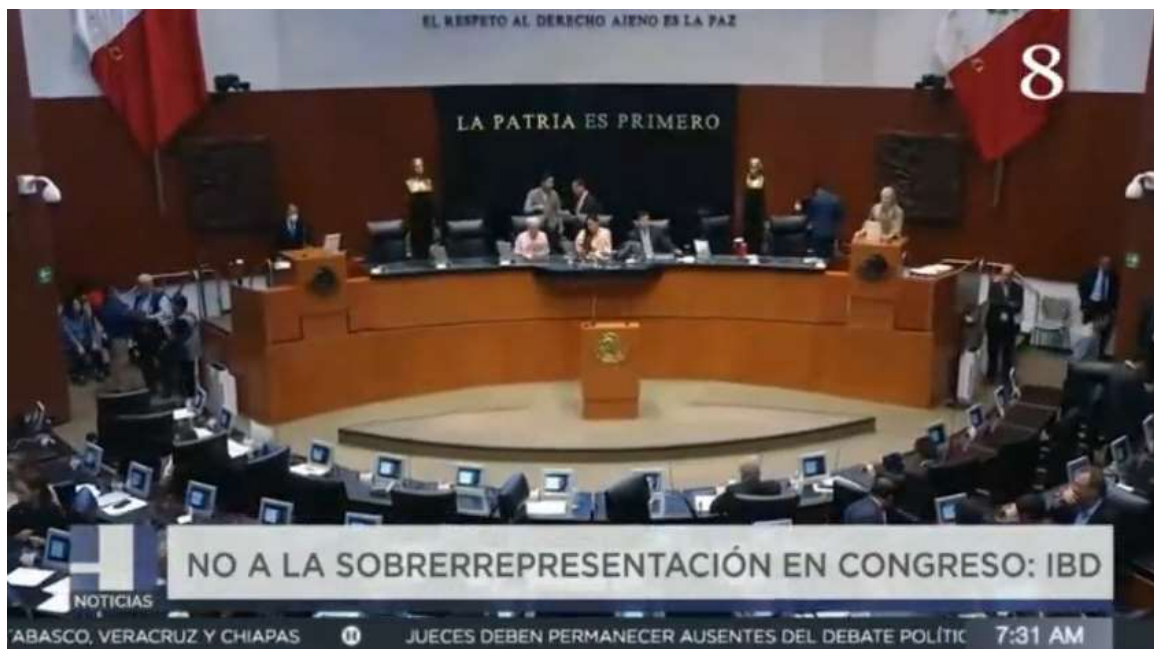 EL RESPETO AL DERECHO AJENO ES LA PAZ
8
LA PATRIA ES PRIMERO
NO A LA SOBRERREPRESENTACIÓN EN CONGRESO: IBD
NOTICIAS
ABASCO, VERACRUZ Y CHIAPAS
JUECES DEBEN PERMANECER AUSENTES DEL DEBATE POLÍTIC
7:31 AM